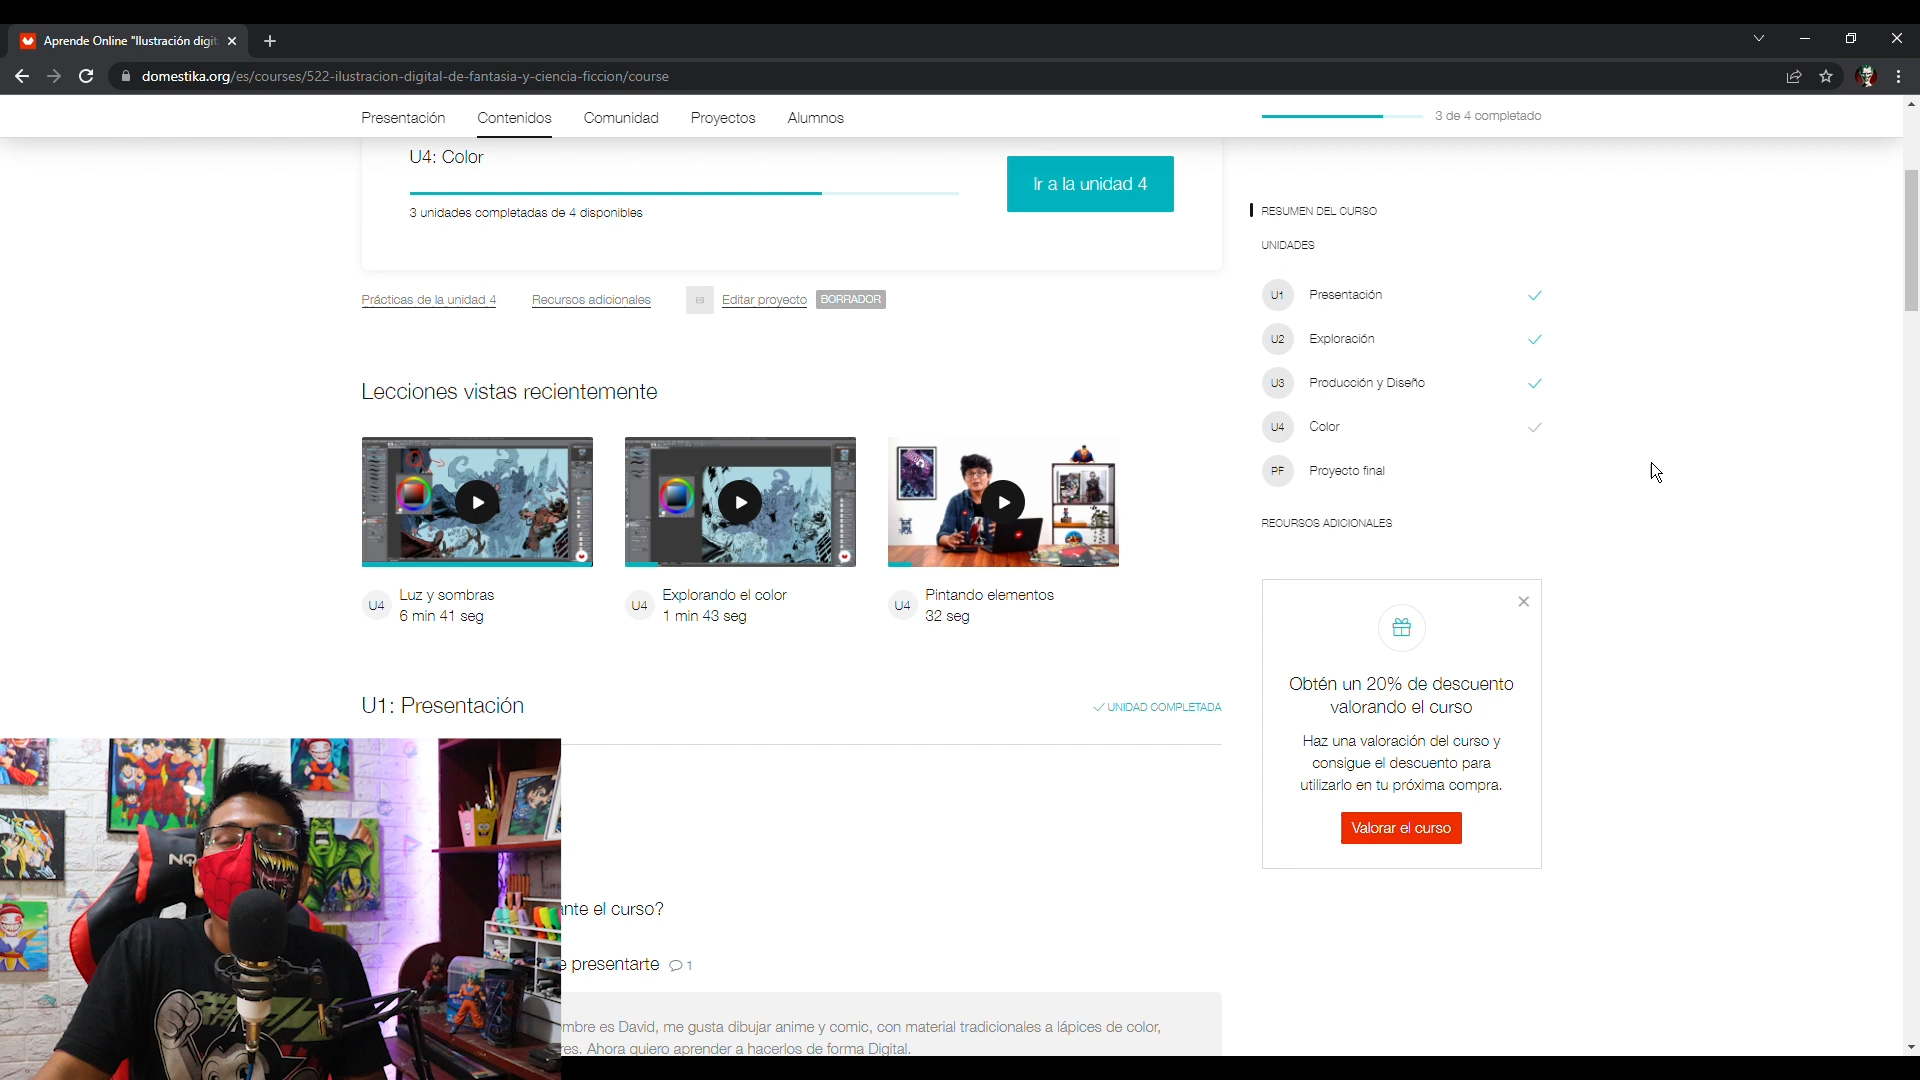 Aprende Online "Ilustración digit
domestika.org/es/courses/522-ilustracion-digital-de-fantasia-y-ciencia-ficcion/course
Presentación
Contenidos
Comunidad
Proyectos
Alumnos
3 de 4 completado
U4: Color
Ir a la unidad 4
3 unidades completadas de 4 disponibles
Prácticas de la unidad 4
Recursos adicionales
Editar proyecto
BORRADOR
RESUMEN DEL CURSO
UNIDADES
U1 Presentación
U2 Exploración
U3 Producción y Diseño
U4 Color
PF Proyecto final
RECURSOS ADICIONALES
Lecciones vistas recientemente
U4
Luz y sombras
6 min 41 seg
U4
Explorando el color
1 min 43 seg
U4
Pintando elementos
32 seg
Obtén un 20% de descuento
valorando el curso
Haz una valoración del curso y
consigue el descuento para
utilizarlo en tu próxima compra.
Valorar el curso
U1: Presentación
UNIDAD COMPLETADA
ante el curso?
e presentarte 1
mbre es David, me gusta dibujar anime y comic, con material tradicionales a lápices de color,
res. Ahora quiero aprender a hacerlos de forma Digital.